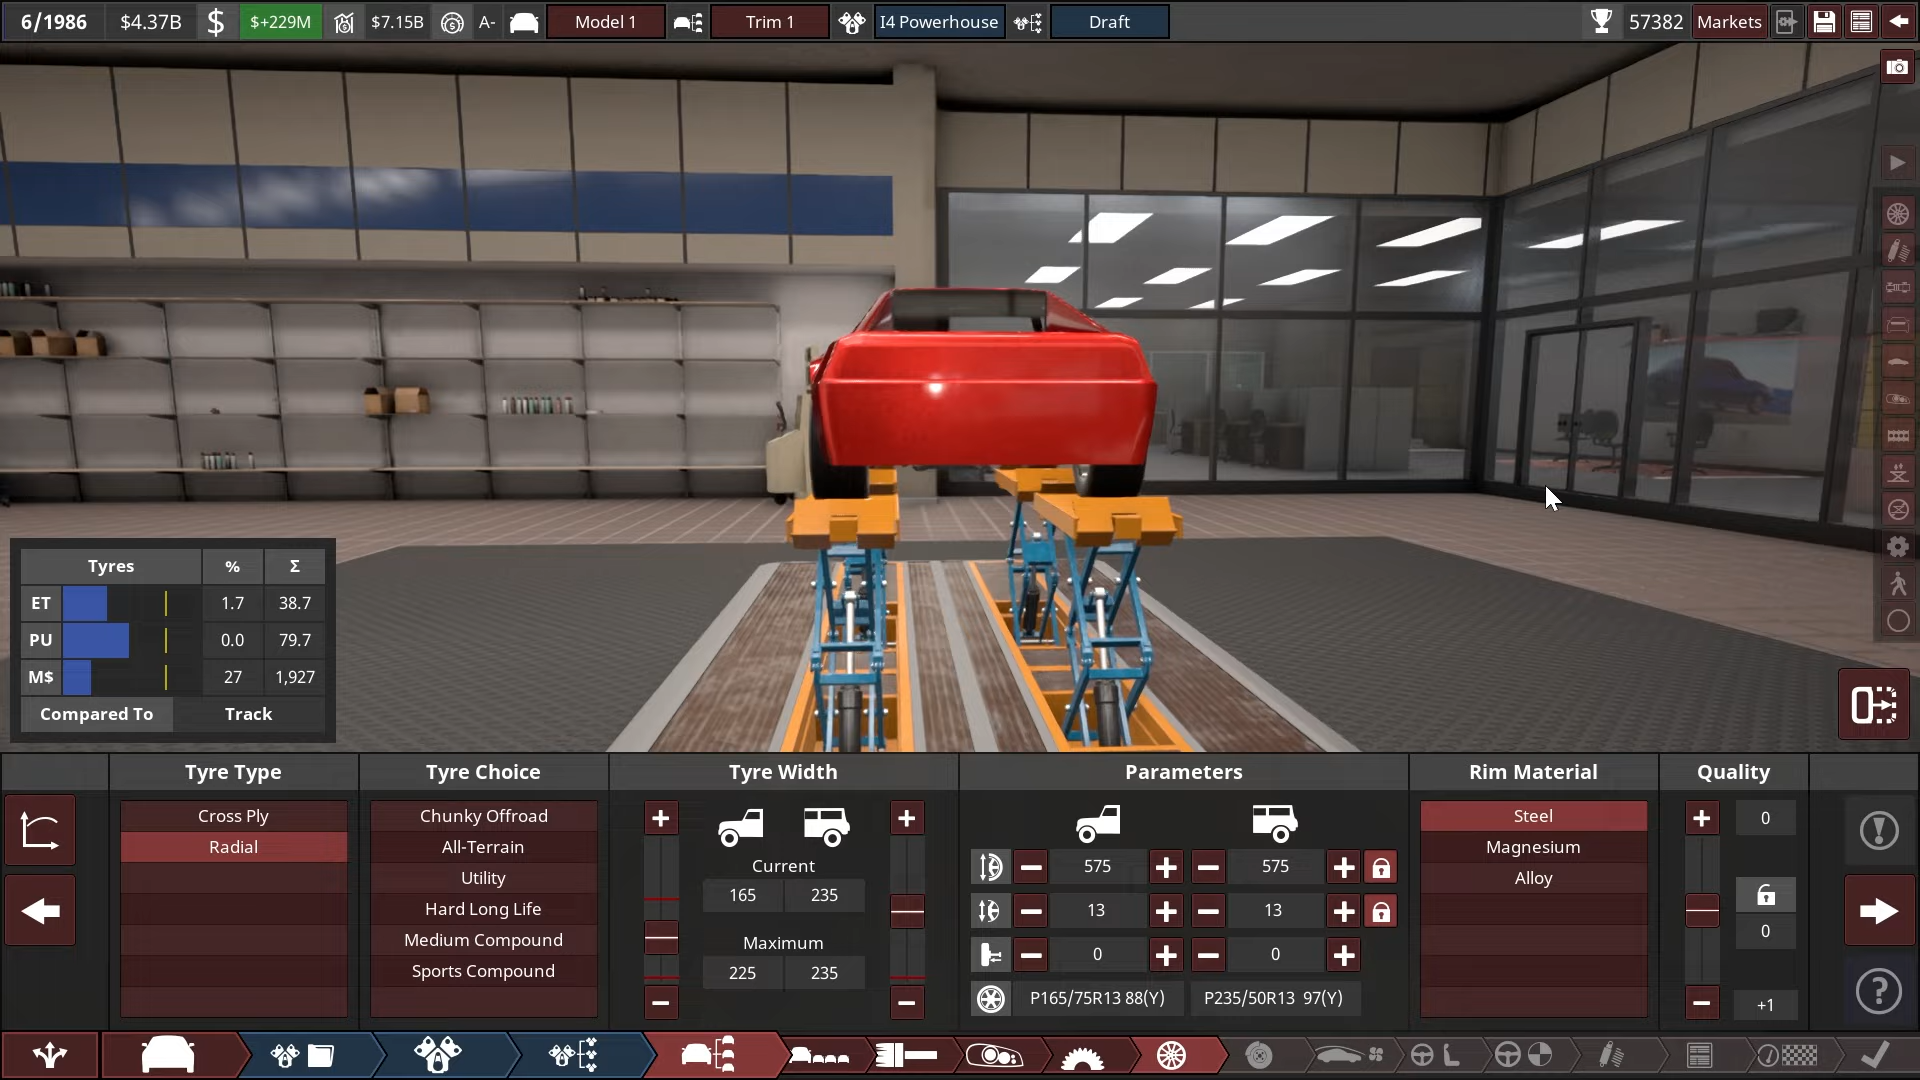 6/1986 $4.37B $+229M $7.15B A- Model 1 Trim 1 I4 Powerhouse Draft 57382 Markets
Tyres % Σ
ET 1.7 38.7
PU 0.0 79.7
M$ 27 1,927
Compared To Track
Tyre Type
Cross Ply
Radial
Tyre Choice
Chunky Offroad
All-Terrain
Utility
Hard Long Life
Medium Compound
Sports Compound
Tyre Width
Current
165 235
Maximum
225 235
Parameters
575 575
13 13
0 0
P165/75R13 88(Y) P235/50R13 97(Y)
Rim Material
Steel
Magnesium
Alloy
Quality
0
0
+1